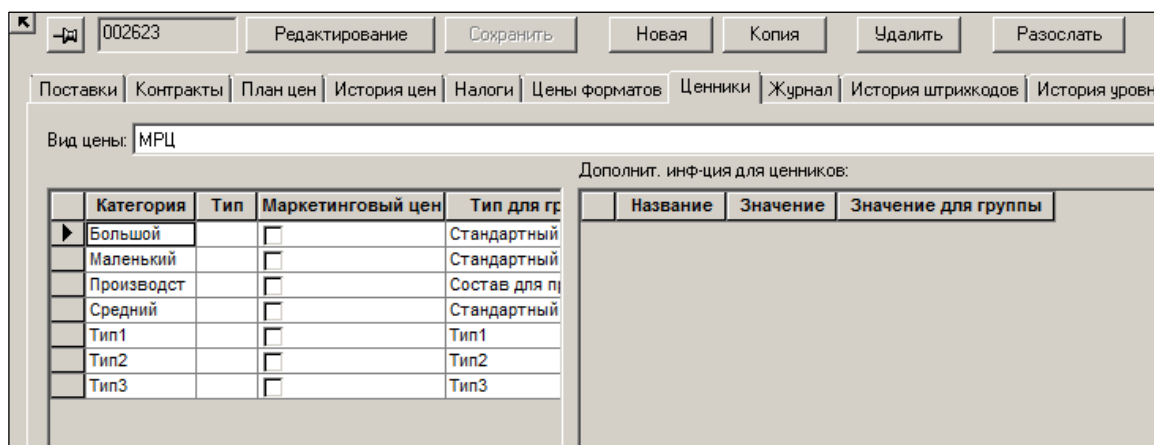 002623 Редактирование Сохранить Новая Копия Удалить Разослать
Поставки Контракты План цен История цен Налоги Цены форматов Ценники Журнал История штрихкодов История уровн
Вид цены: МРЦ
Дополнит. инф-ция для ценников:
Категория Тип Маркетинговый цен Тип для гр Название Значение Значение для группы
Большой Стандартный
Маленький Стандартный
Производст Состав для пр
Средний Стандартный
Тип1 Тип1
Тип2 Тип2
Тип3 Тип3